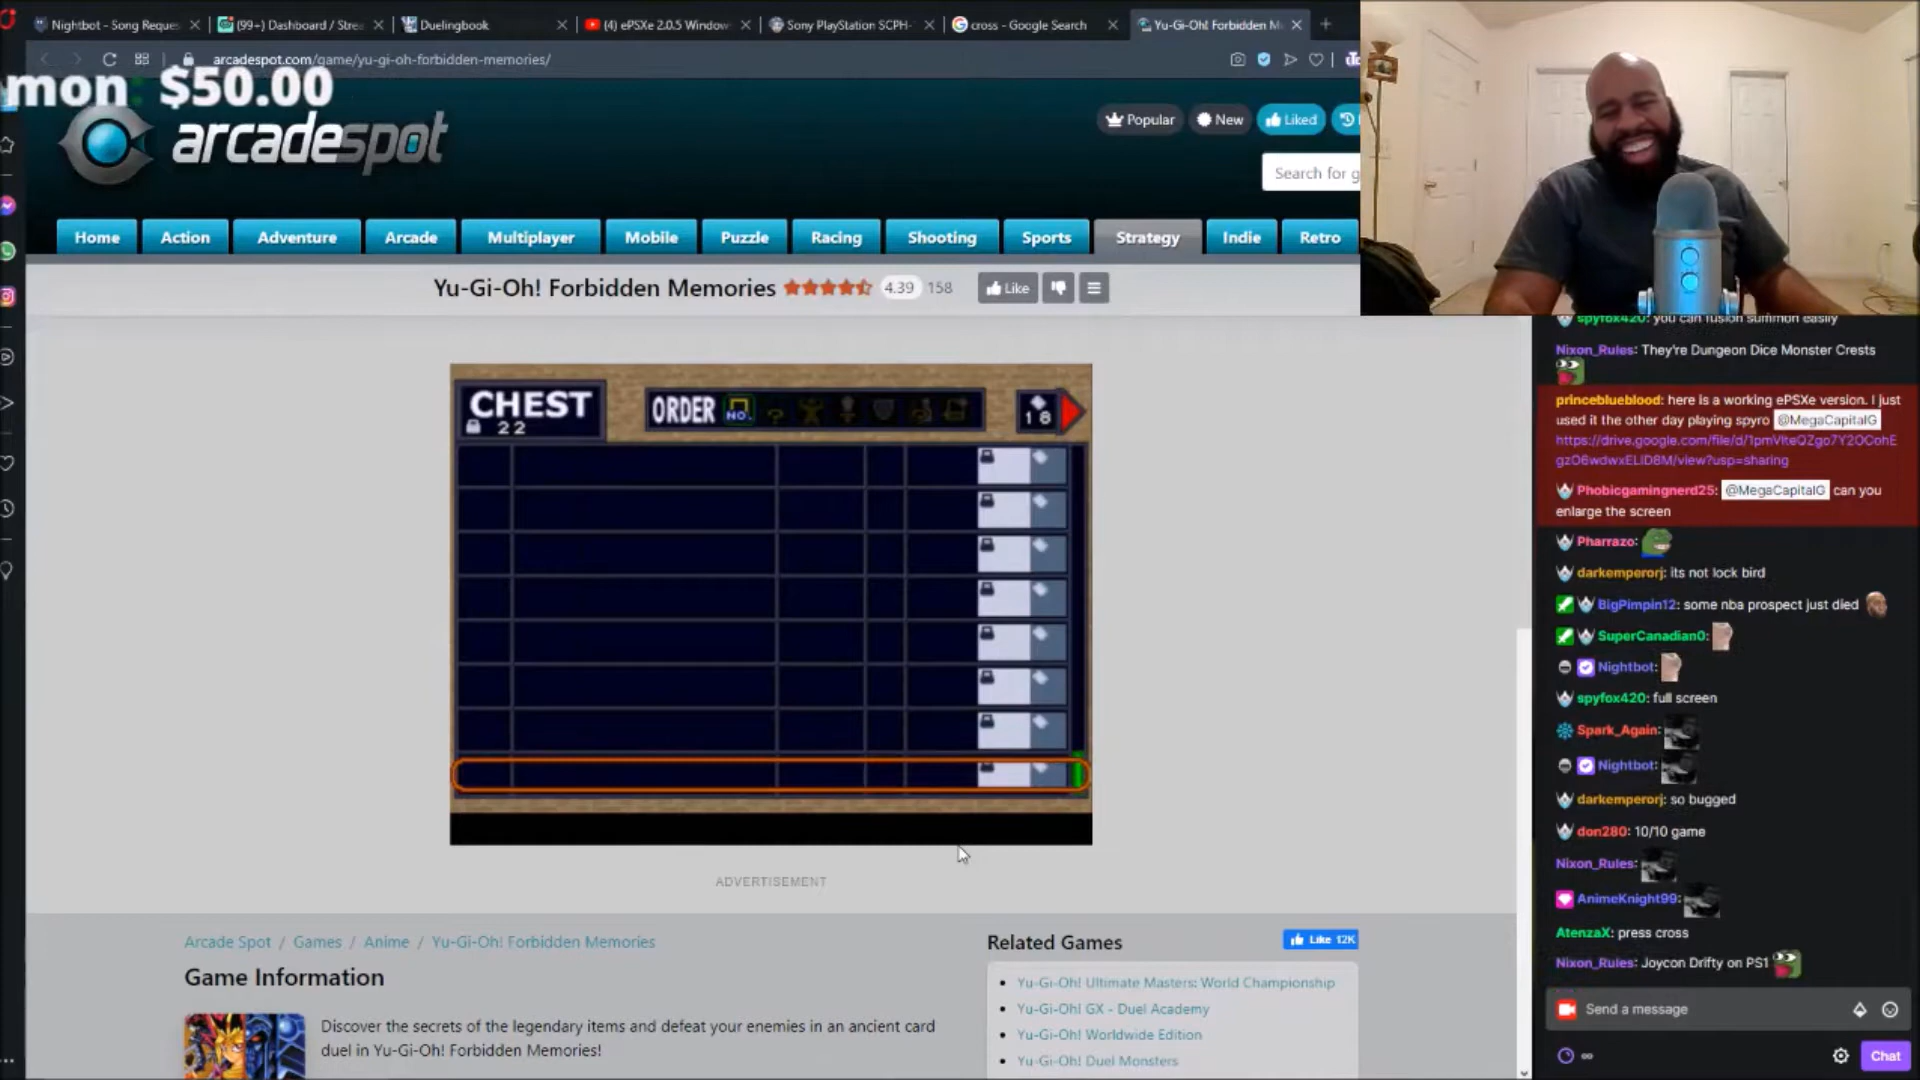 Nightbot - Song Reques
(99+) Dashboard / Stre
Duelingbook
(4) ePSXe 2.0.5 Window
Sony PlayStation SCPH-
cross - Google Search
Yu-Gi-Oh! Forbidden M
arcadespot.com/game/yu-gi-oh-forbidden-memories/
mon: $50.00
arcadespot
Popular
New
Liked
Search for g
Home
Action
Adventure
Arcade
Multiplayer
Mobile
Puzzle
Racing
Shooting
Sports
Strategy
Indie
Retro
Yu-Gi-Oh! Forbidden Memories
4.39
158
Like
CHEST
22
ORDER
NO.
?
18
ADVERTISEMENT
Arcade Spot / Games / Anime / Yu-Gi-Oh! Forbidden Memories
Game Information
Discover the secrets of the legendary items and defeat your enemies in an ancient card
duel in Yu-Gi-Oh! Forbidden Memories!
Related Games
Like 12K
Yu-Gi-Oh! Ultimate Masters: World Championship
Yu-Gi-Oh! GX - Duel Academy
Yu-Gi-Oh! Worldwide Edition
Yu-Gi-Oh! Duel Monsters
spyfox420: you can fusion summon easily
Nixon_Rules: They're Dungeon Dice Monster Crests
princeblueblood: here is a working ePSXe version. I just
used it the other day playing spyro @MegaCapitalG
https://drive.google.com/file/d/1pmVlteQZgo7Y2OCohE
gzO6wdwxELID8M/view?usp=sharing
Phobicgamingnerd25: @MegaCapitalG can you
enlarge the screen
Pharrazo:
darkemperorj: its not lock bird
BigPimpin12: some nba prospect just died
SuperCanadian0:
Nightbot:
spyfox420: full screen
Spark_Again:
Nightbot:
darkemperorj: so bugged
don280: 10/10 game
Nixon_Rules:
AnimeKnight99:
AtenzaX: press cross
Nixon_Rules: Joycon Drifty on PS1
Send a message
Chat